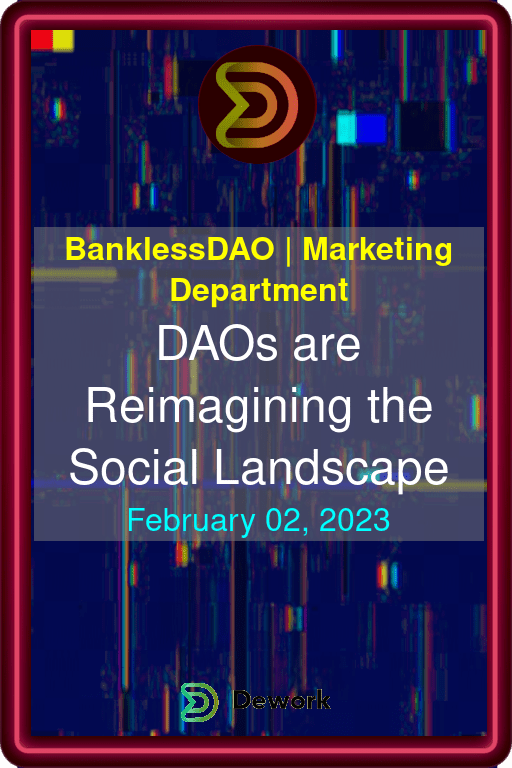 BanklessDAO | Marketing
Department
DAOs are
Reimagining the
Social Landscape
February 02, 2023
Dework